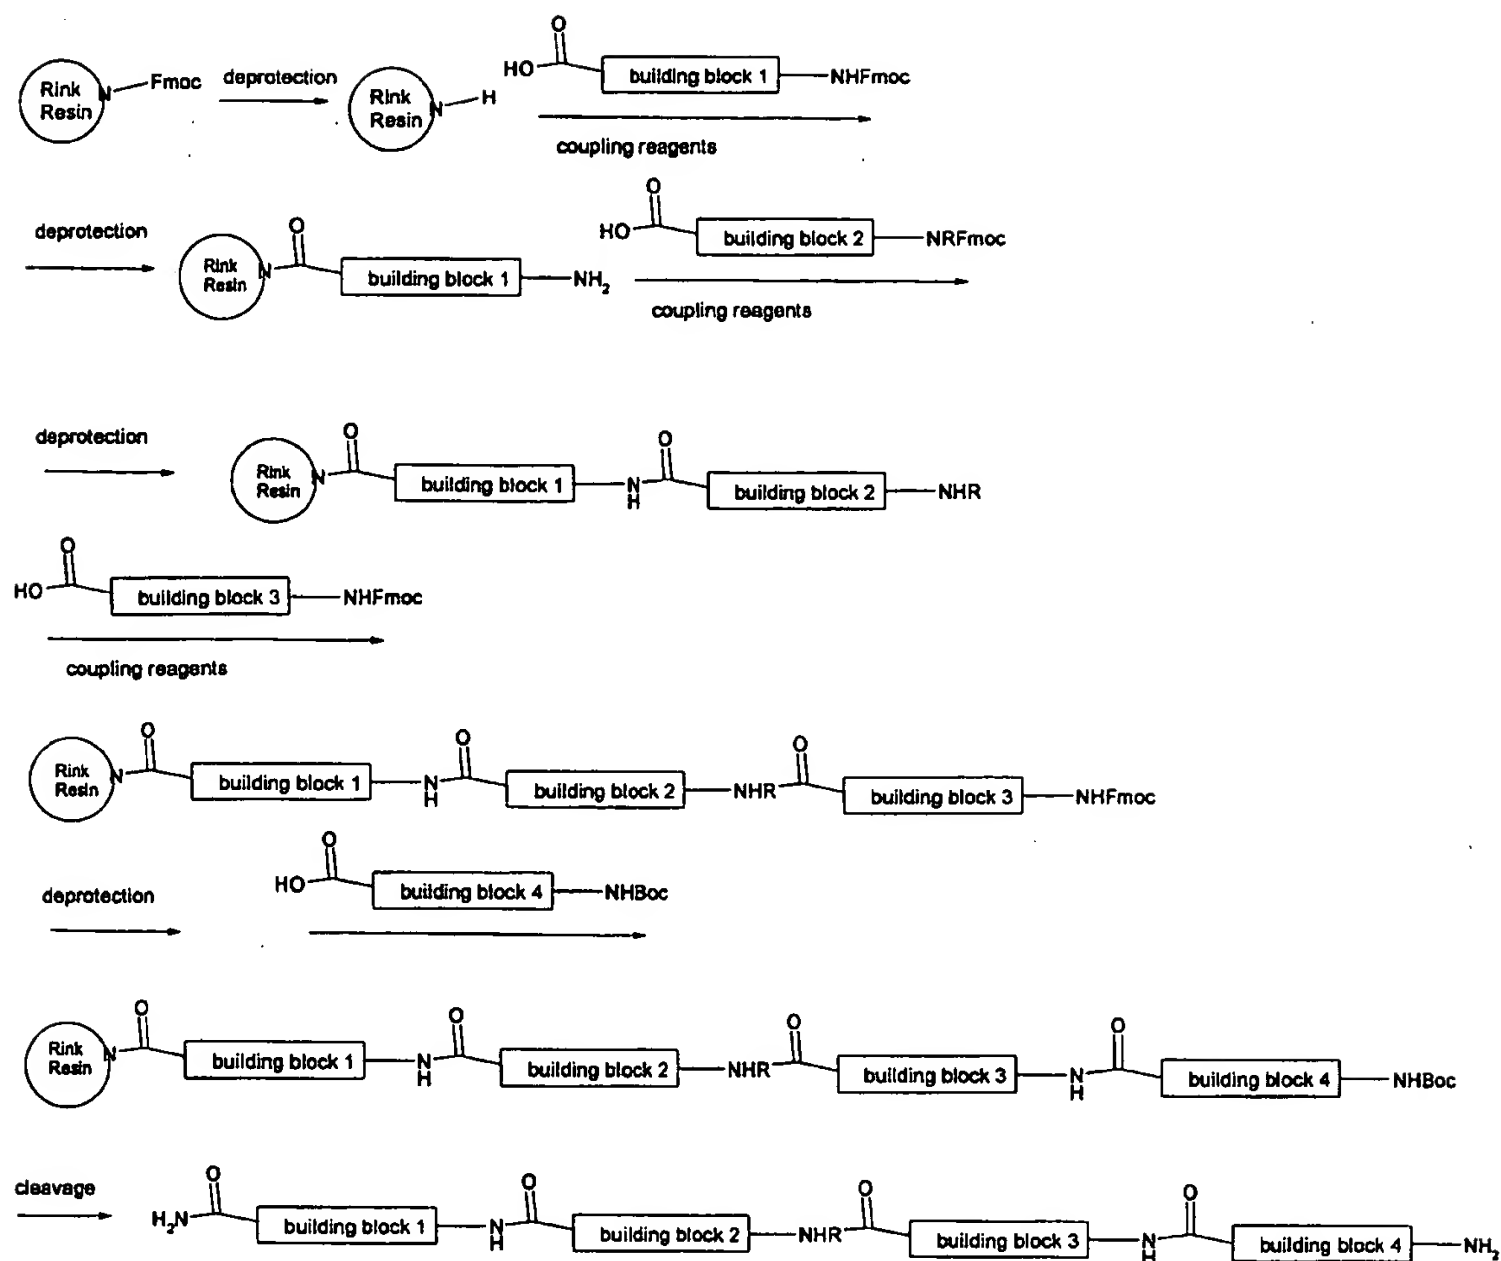 Rink Resin N Fmoc
deprotection
Rink Resin N H
O
HO building block 1 NHFmoc
coupling reagents
deprotection
O
Rink Resin N building block 1 NH2
O
HO building block 2 NRFmoc
coupling reagents
deprotection
O O
Rink Resin N building block 1 N H building block 2 NHR
O
HO building block 3 NHFmoc
coupling reagents
O O O
Rink Resin N building block 1 N H building block 2 NHR building block 3 NHFmoc
deprotection
O
HO building block 4 NHBoc
O O O O
Rink Resin N building block 1 N H building block 2 NHR building block 3 N H building block 4 NHBoc
cleavage
O O O O
H2N building block 1 N H building block 2 NHR building block 3 N H building block 4 NH2